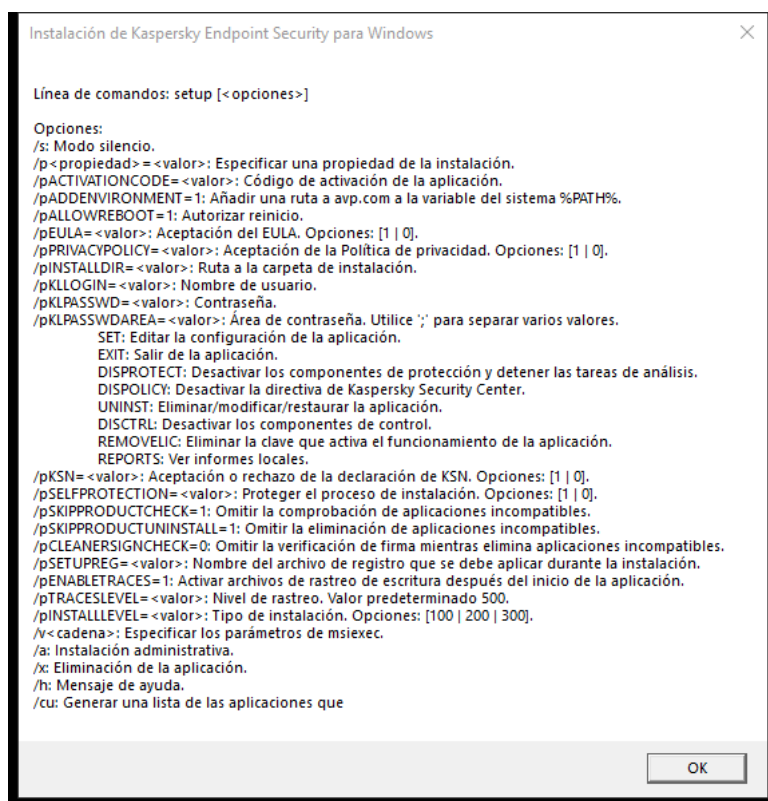 Instalación de Kaspersky Endpoint Security para Windows
Línea de comandos: setup [<opciones>]
Opciones:
/s: Modo silencio.
/p<propiedad>=<valor>: Especificar una propiedad de la instalación.
/pACTIVATIONCODE=<valor>: Código de activación de la aplicación.
/pADDENVIRONMENT=1: Añadir una ruta a avp.com a la variable del sistema %PATH%.
/pALLOWREBOOT=1: Autorizar reinicio.
/pEULA=<valor>: Aceptación del EULA. Opciones: [1 | 0].
/pPRIVACYPOLICY=<valor>: Aceptación de la Política de privacidad. Opciones: [1 | 0].
/pINSTALLDIR=<valor>: Ruta a la carpeta de instalación.
/pKLLOGIN=<valor>: Nombre de usuario.
/pKLPASSWD=<valor>: Contraseña.
/pKLPASSWDAREA=<valor>: Área de contraseña. Utilice ';' para separar varios valores.
SET: Editar la configuración de la aplicación.
EXIT: Salir de la aplicación.
DISPROTECT: Desactivar los componentes de protección y detener las tareas de análisis.
DISPOLICY: Desactivar la directiva de Kaspersky Security Center.
UNINST: Eliminar/modificar/restaurar la aplicación.
DISCTRL: Desactivar los componentes de control.
REMOVELIC: Eliminar la clave que activa el funcionamiento de la aplicación.
REPORTS: Ver informes locales.
/pKSN=<valor>: Aceptación o rechazo de la declaración de KSN. Opciones: [1 | 0].
/pSELFPROTECTION=<valor>: Proteger el proceso de instalación. Opciones: [1 | 0].
/pSKIPPRODUCTCHECK=1: Omitir la comprobación de aplicaciones incompatibles.
/pSKIPPRODUCTUNINSTALL=1: Omitir la eliminación de aplicaciones incompatibles.
/pCLEANERSIGNCHECK=0: Omitir la verificación de firma mientras elimina aplicaciones incompatibles.
/pSETUPREG=<valor>: Nombre del archivo de registro que se debe aplicar durante la instalación.
/pENABLETRACES=1: Activar archivos de rastreo de escritura después del inicio de la aplicación.
/pTRACESLEVEL=<valor>: Nivel de rastreo. Valor predeterminado 500.
/pINSTALLLEVEL=<valor>: Tipo de instalación. Opciones: [100 | 200 | 300].
/v<cadena>: Especificar los parámetros de msiexec.
/a: Instalación administrativa.
/x: Eliminación de la aplicación.
/h: Mensaje de ayuda.
/cu: Generar una lista de las aplicaciones que
OK